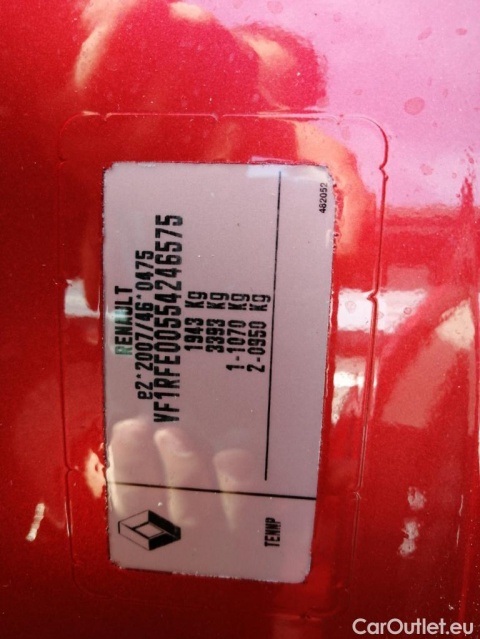 RENAULT
e2*2007/46*0475
VF1RFE00554246575
1943 Kg
3393 Kg
1-1070 Kg
2-0950 Kg
482052
TENNP
CarOutlet.eu